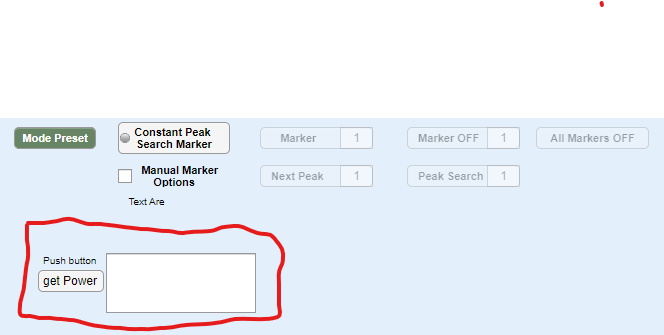 Mode Preset
Constant Peak
Search Marker
Marker 1
Marker OFF 1
All Markers OFF
Manual Marker
Options
Next Peak 1
Peak Search 1
Text Are
Push button
get Power